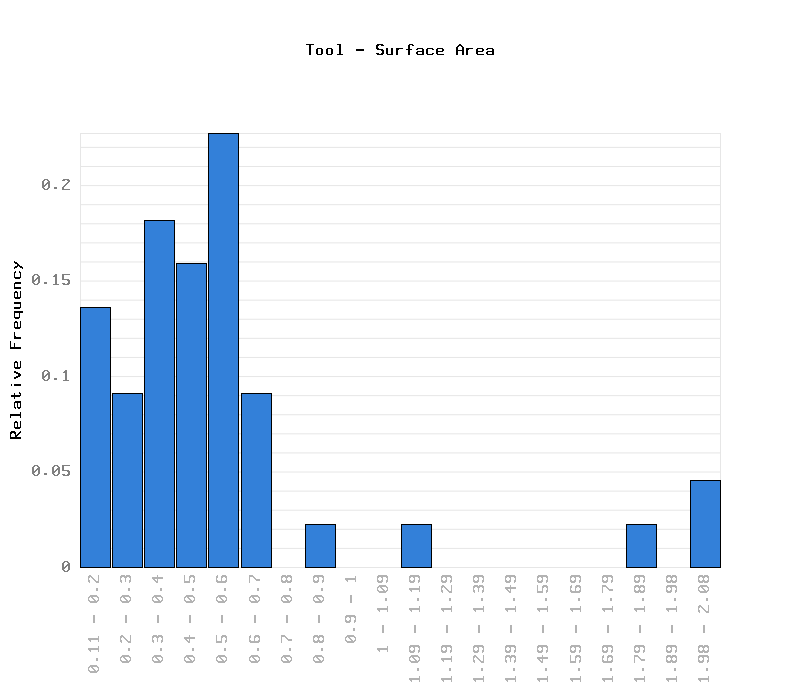 Tool - Surface Area
Relative Frequency
0.2
0.15
0.1
0.05
0
0.11 - 0.2
0.2 - 0.3
0.3 - 0.4
0.4 - 0.5
0.5 - 0.6
0.6 - 0.7
0.7 - 0.8
0.8 - 0.9
0.9 - 1
1 - 1.09
1.09 - 1.19
1.19 - 1.29
1.29 - 1.39
1.39 - 1.49
1.49 - 1.59
1.59 - 1.69
1.69 - 1.79
1.79 - 1.89
1.89 - 1.98
1.98 - 2.08